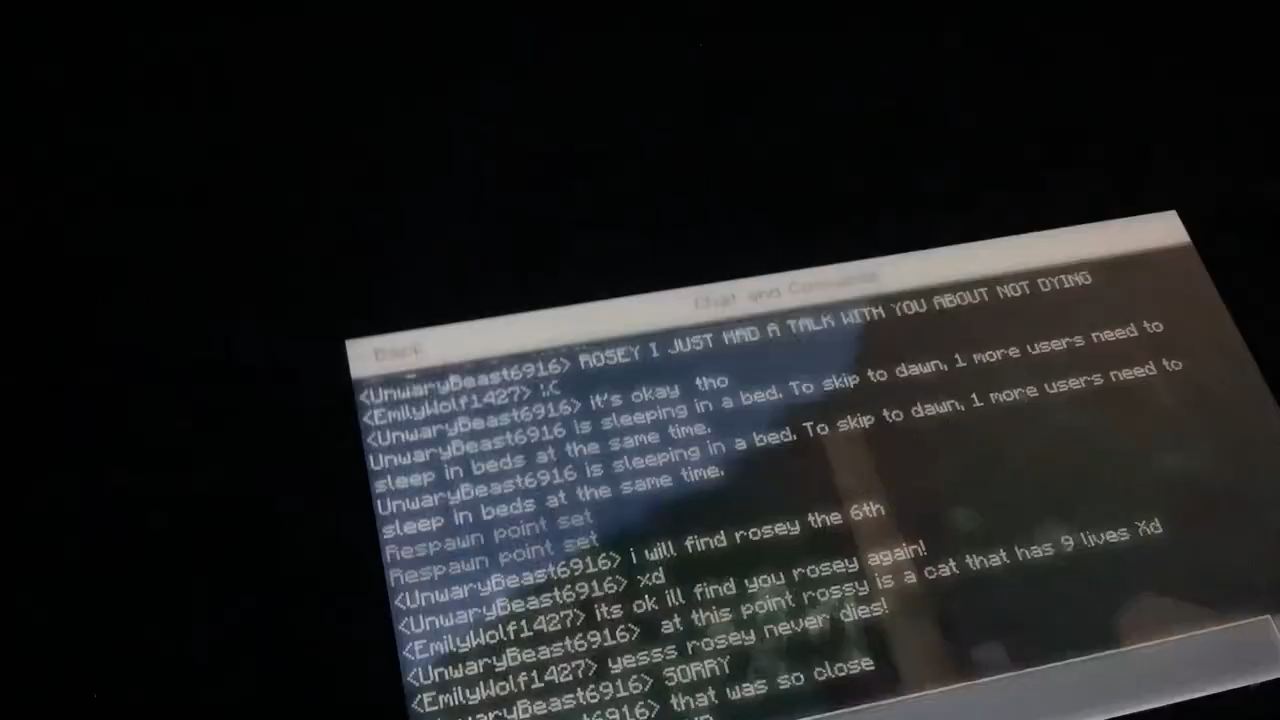 Back
Chat and Commands
<UnwaryBeast6916> ROSEY I JUST HAD A TALK WITH YOU ABOUT NOT DYING
<EmilyWolf1427> :C
<UnwaryBeast6916> it's okay tho
UnwaryBeast6916 is sleeping in a bed. To skip to dawn, 1 more users need to
sleep in beds at the same time.
UnwaryBeast6916 is sleeping in a bed. To skip to dawn, 1 more users need to
sleep in beds at the same time.
Respawn point set
Respawn point set
<UnwaryBeast6916> i will find rosey the 6th
<UnwaryBeast6916> xd
<EmilyWolf1427> its ok ill find you rosey again!
<UnwaryBeast6916> at this point rossy is a cat that has 9 lives Xd
<EmilyWolf1427> yesss rosey never dies!
<UnwaryBeast6916> SORRY
<UnwaryBeast6916> that was so close